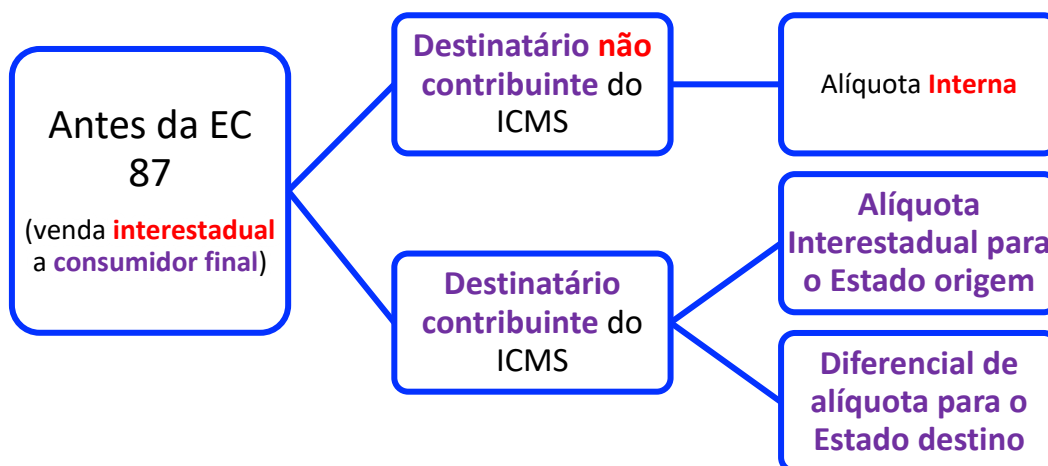 Antes da EC
87
(venda interestadual
a consumidor final)
Destinatário não
contribuinte do
ICMS
Alíquota Interna
Destinatário
contribuinte do
ICMS
Alíquota
Interestadual para
o Estado origem
Diferencial de
alíquota para o
Estado destino